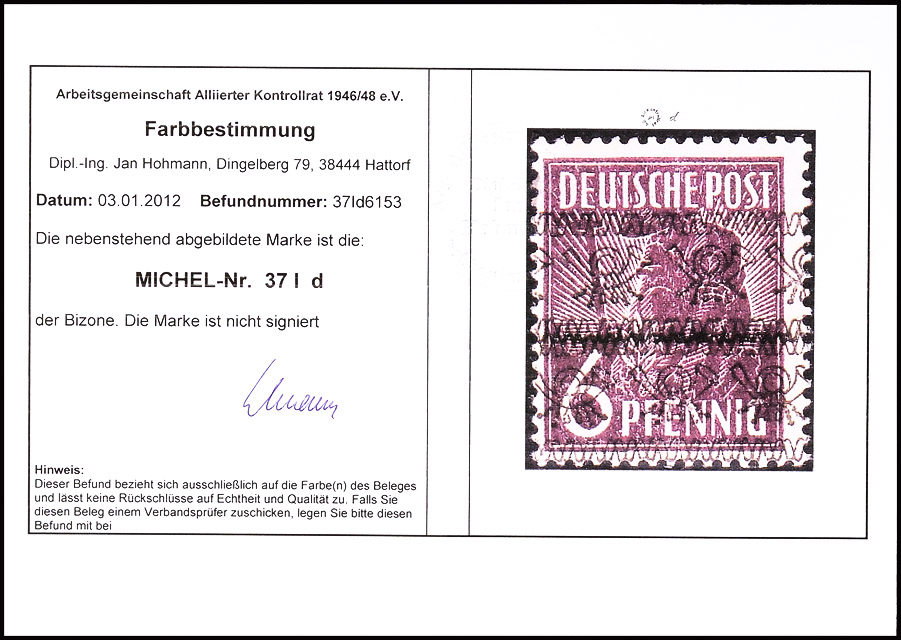 Arbeitsgemeinschaft Alliierter Kontrollrat 1946/48 e.V.
Farbbestimmung
Dipl.-Ing. Jan Hohmann, Dingelberg 79, 38444 Hattorf
Datum: 03.01.2012 Befundnummer: 37Id6153
Die nebenstehend abgebildete Marke ist die:
MICHEL-Nr. 37 I d
der Bizone. Die Marke ist nicht signiert
Hinweis:
Dieser Befund bezieht sich ausschließlich auf die Farbe(n) des Beleges
und lässt keine Rückschlüsse auf Echtheit und Qualität zu. Falls Sie
diesen Beleg einem Verbandsprüfer zuschicken, legen Sie bitte diesen
Befund mit bei
d
DEUTSCHE POST
6 PFENNIG